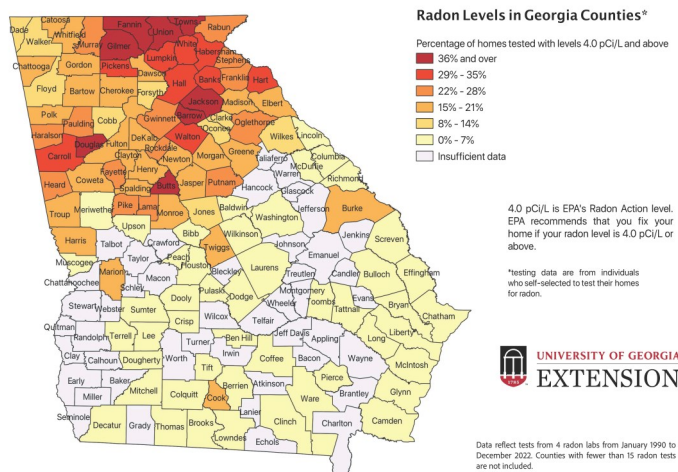 Radon Levels in Georgia Counties*
Percentage of homes tested with levels 4.0 pCi/L and above
36% and over
29% - 35%
22% - 28%
15% - 21%
8% - 14%
0% - 7%
Insufficient data
4.0 pCi/L is EPA's Radon Action level.
EPA recommends that you fix your
home if your radon level is 4.0 pCi/L or
above.
*testing data are from individuals
who self-selected to test their homes
for radon.
UNIVERSITY OF GEORGIA
EXTENSION
1785
Data reflect tests from 4 radon labs from January 1990 to
December 2022. Counties with fewer than 15 radon tests
are not included.
Dade
Catoosa
Walker
Whitfield
Murray
Fannin
Gilmer
Union
Towns
Rabun
White
Habersham
Stephens
Lumpkin
Chattooga
Gordon
Pickens
Dawson
Hall
Banks
Franklin
Hart
Floyd
Bartow
Cherokee
Forsyth
Jackson
Madison
Elbert
Polk
Paulding
Cobb
Gwinnett
Barrow
Clarke
Oconee
Oglethorpe
Wilkes
Lincoln
Haralson
Douglas
Fulton
DeKalb
Rockdale
Walton
Carroll
Clayton
Newton
Morgan
Greene
Taliaferro
McDuffie
Columbia
Warren
Richmond
Heard
Coweta
Fayette
Henry
Spalding
Butts
Jasper
Putnam
Hancock
Glascock
Troup
Meriwethe
Pike
Lama
Monroe
Jones
Baldwin
Washington
Jefferson
Burke
Harris
Upson
Talbot
Crawford
Bibb
Twiggs
Wilkinson
Johnson
Jenkins
Screven
Emanuel
Muscogee
Taylor
Peach
Houston
Bleckley
Laurens
Treutlen
Candler
Bulloch
Effingham
Chattahoochee
Marion
Schley
Macon
Pulaski
Dodge
Montgomery
Wheeler
Toombs
Tattnall
Evans
Bryan
Chatham
Stewart
Webster
Sumter
Dooly
Wilcox
Telfair
Jeff Davis
Appling
Long
Liberty
Quitman
Randolph
Terrell
Lee
Crisp
Turner
Ben Hill
Irwin
Coffee
Bacon
Wayne
McIntosh
Clay
Calhoun
Dougherty
Worth
Tift
Early
Baker
Mitchell
Colquitt
Cook
Berrien
Atkinson
Pierce
Ware
Brantley
Glynn
Miller
Lanier
Clinch
Charlton
Camden
Seminole
Decatur
Grady
Thomas
Brooks
Lowndes
Echols